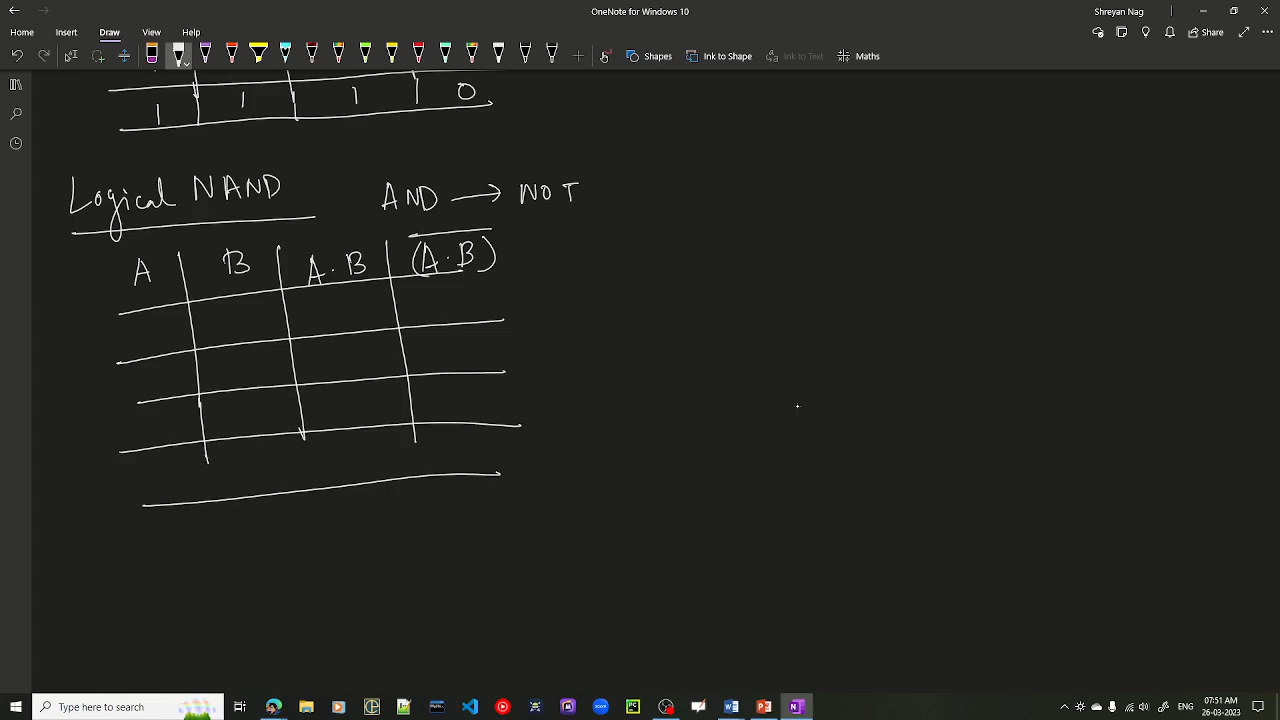 OneNote for Windows 10
Shreyan Nag
Home Insert Draw View Help
Share
Shapes Ink to Shape Ink to Text Maths
1 1 1 0
Logical NAND AND → NOT
A B A·B (A·B)
Type here to search
ENG 07:51 AM
26-03-2023